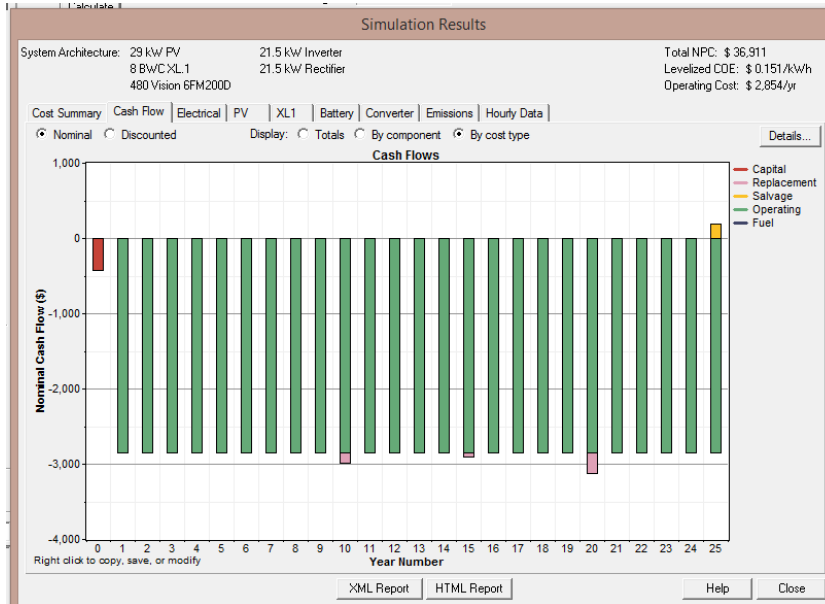 Calculate
Simulation Results
System Architecture: 29 kW PV 21.5 kW Inverter Total NPC: $ 36,911
8 BWC XL.1 21.5 kW Rectifier Levelized COE: $ 0.151/kWh
480 Vision 6FM200D Operating Cost: $ 2,854/yr
Cost Summary Cash Flow Electrical PV XL1 Battery Converter Emissions Hourly Data
Nominal Discounted Display: Totals By component By cost type Details...
Cash Flows
1,000
0
-1,000
-2,000
-3,000
-4,000
Nominal Cash Flow ($)
Capital
Replacement
Salvage
Operating
Fuel
0 1 2 3 4 5 6 7 8 9 10 11 12 13 14 15 16 17 18 19 20 21 22 23 24 25
Right click to copy, save, or modify Year Number
XML Report HTML Report Help Close